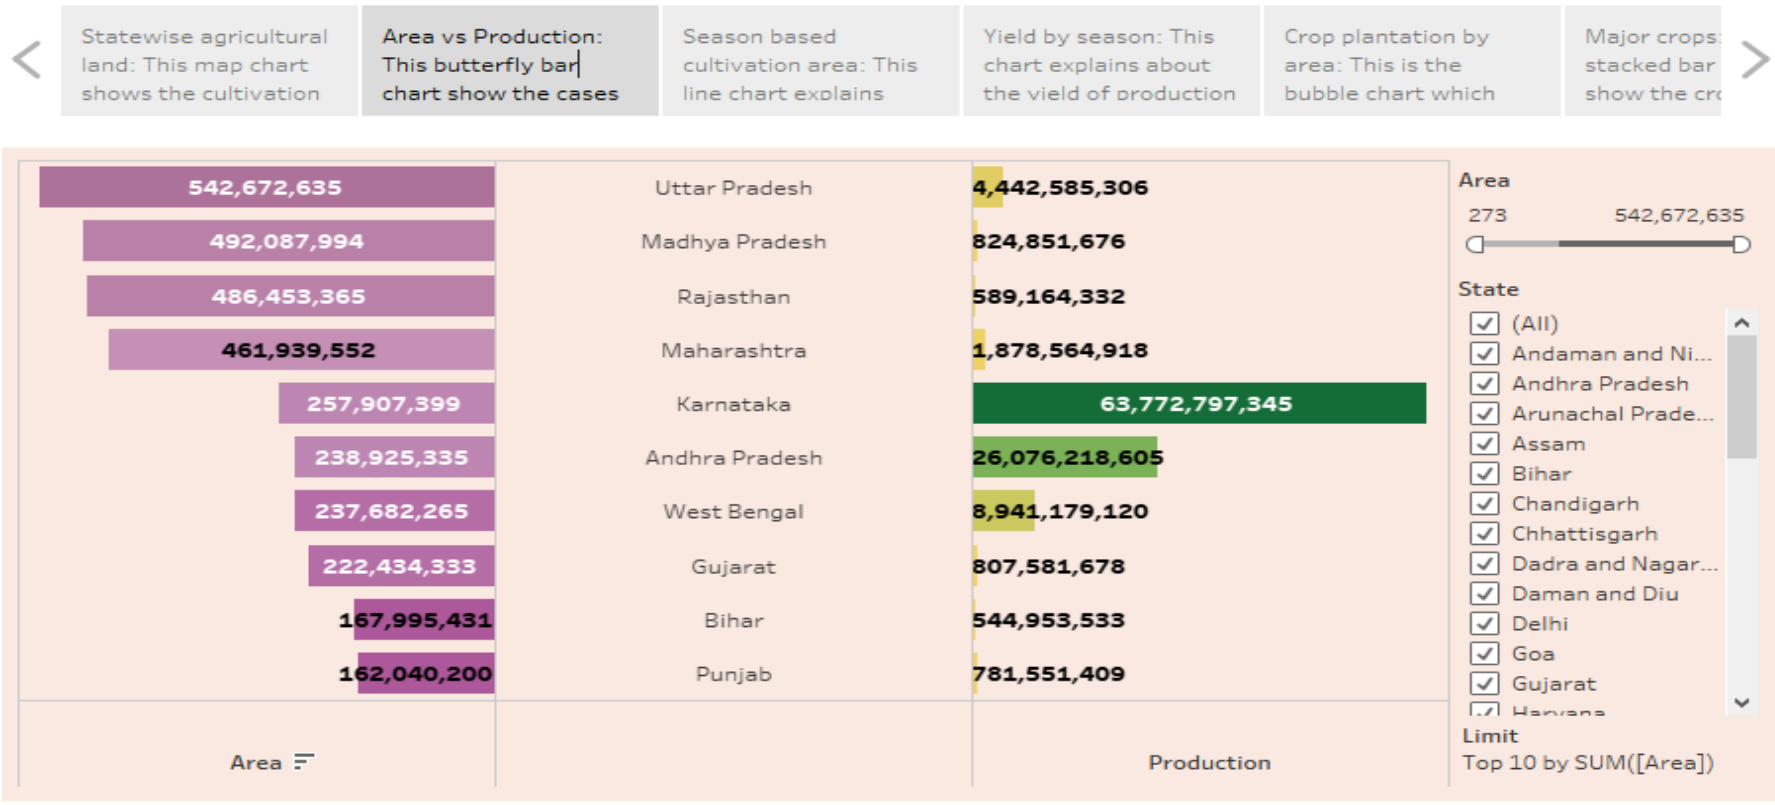 Statewise agricultural
land: This map chart
shows the cultivation
Area vs Production:
This butterfly bar
chart show the cases
Season based
cultivation area: This
line chart explains
Yield by season: This
chart explains about
the yield of production
Crop plantation by
area: This is the
bubble chart which
Major crops:
stacked bar
show the cro
542,672,635 Uttar Pradesh 4,442,585,306
492,087,994 Madhya Pradesh 824,851,676
486,453,365 Rajasthan 589,164,332
461,939,552 Maharashtra 1,878,564,918
257,907,399 Karnataka 63,772,797,345
238,925,335 Andhra Pradesh 26,076,218,605
237,682,265 West Bengal 8,941,179,120
222,434,333 Gujarat 807,581,678
167,995,431 Bihar 544,953,533
162,040,200 Punjab 781,551,409
Area Production
Area
273 542,672,635
State
(All)
Andaman and Ni...
Andhra Pradesh
Arunachal Prade...
Assam
Bihar
Chandigarh
Chhattisgarh
Dadra and Nagar...
Daman and Diu
Delhi
Goa
Gujarat
Haryana
Limit
Top 10 by SUM([Area])